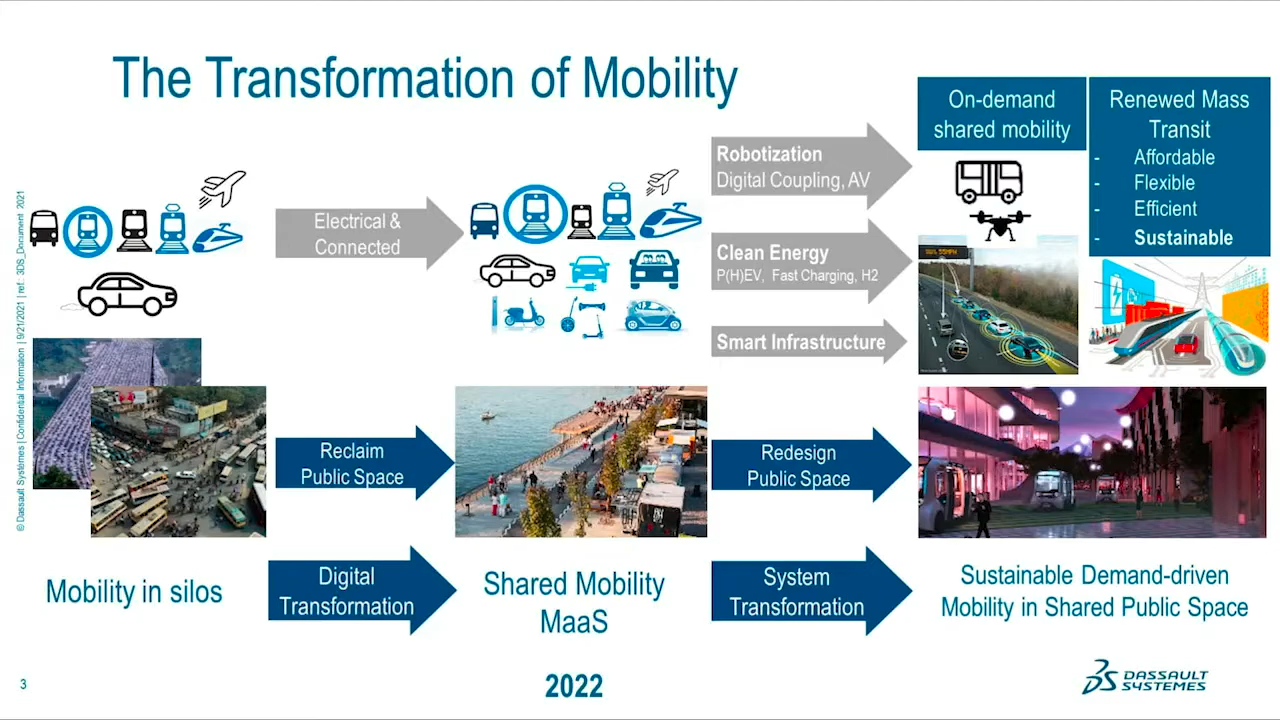 The Transformation of Mobility
On-demand
shared mobility
Renewed Mass
Transit
- Affordable
- Flexible
- Efficient
- Sustainable
Electrical &
Connected
Robotization
Digital Coupling, AV
Clean Energy
P(H)EV, Fast Charging, H2
Smart Infrastructure
Reclaim
Public Space
Redesign
Public Space
Mobility in silos
Digital
Transformation
Shared Mobility
MaaS
System
Transformation
Sustainable Demand-driven
Mobility in Shared Public Space
2022
© Dassault Systèmes | Confidential Information | 9/21/2021 | ref.: 3DS_Document_2021
3
DASSAULT
SYSTEMES